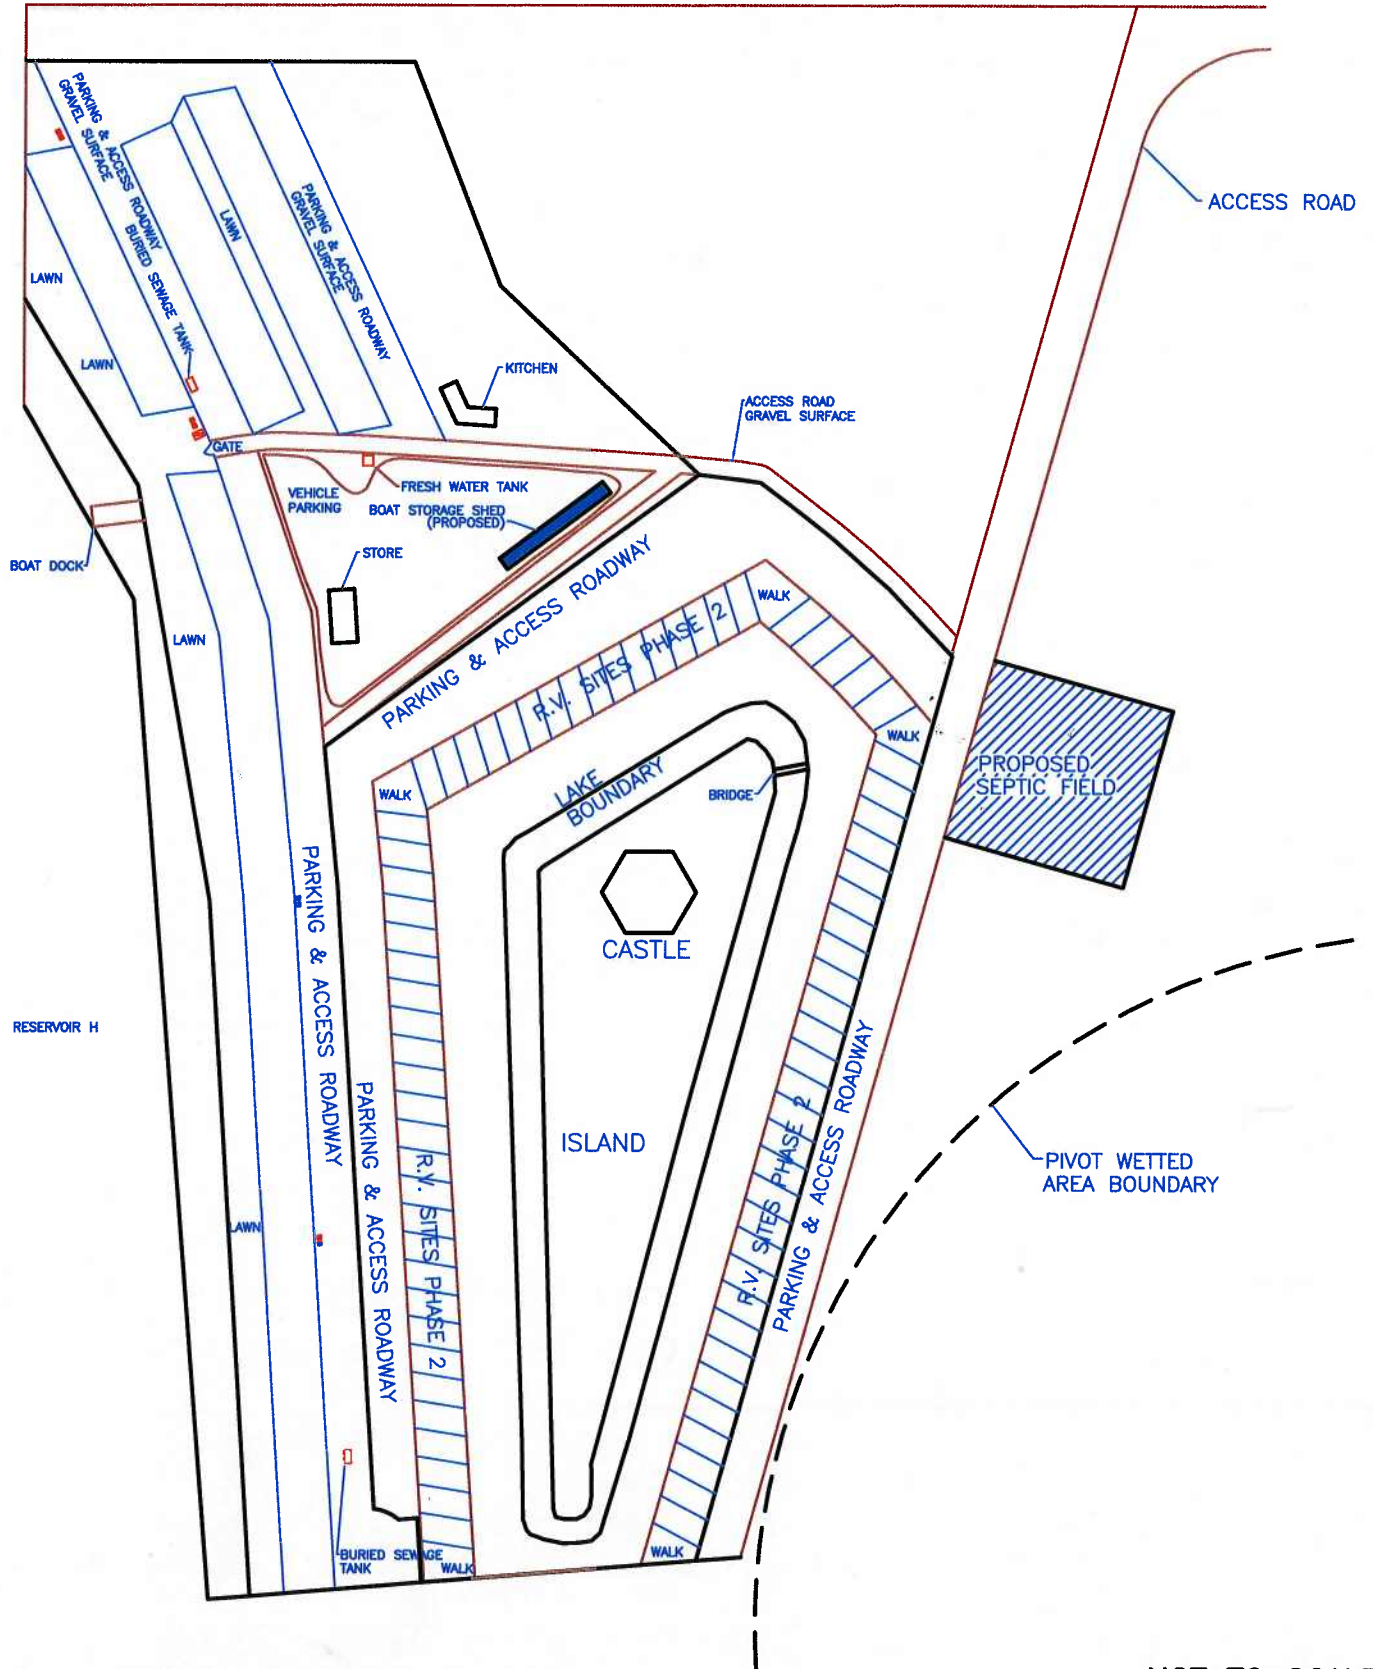 PARKING & ACCESS ROADWAY
GRAVEL SURFACE
BURIED SEWAGE TANK
LAWN
PARKING & ACCESS ROADWAY
GRAVEL SURFACE
ACCESS ROAD
LAWN
LAWN
KITCHEN
ACCESS ROAD
GRAVEL SURFACE
GATE
VEHICLE
PARKING
FRESH WATER TANK
BOAT STORAGE SHED
(PROPOSED)
STORE
BOAT DOCK
LAWN
PARKING & ACCESS ROADWAY
WALK
R.V. SITES PHASE 2
WALK
PROPOSED
SEPTIC FIELD
WALK
LAKE
BOUNDARY
BRIDGE
CASTLE
PARKING & ACCESS ROADWAY
RESERVOIR H
PARKING & ACCESS ROADWAY
R.V. SITES PHASE 2
ISLAND
R.V. SITES PHASE 2
PARKING & ACCESS ROADWAY
PIVOT WETTED
AREA BOUNDARY
LAWN
BURIED SEWAGE
TANK
WALK
WALK